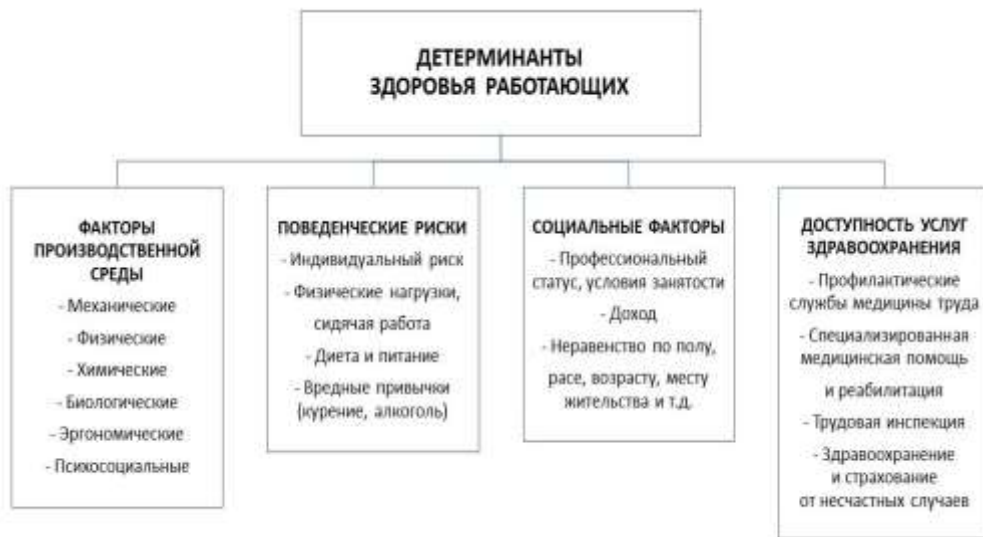 ДЕТЕРМИНАНТЫ
ЗДОРОВЬЯ РАБОТАЮЩИХ
ФАКТОРЫ
ПРОИЗВОДСТВЕННОЙ
СРЕДЫ
- Механические
- Физические
- Химические
- Биологические
- Эргономические
- Психосоциальные
ПОВЕДЕНЧЕСКИЕ РИСКИ
- Индивидуальный риск
- Физические нагрузки,
сидячая работа
- Диета и питание
- Вредные привычки
(курение, алкоголь)
СОЦИАЛЬНЫЕ ФАКТОРЫ
- Профессиональный
статус, условия занятости
- Доход
- Неравенство по полу,
расе, возрасту, месту
жительства и т.д.
ДОСТУПНОСТЬ УСЛУГ
ЗДРАВООХРАНЕНИЯ
- Профилактические
службы медицины труда
- Специализированная
медицинская помощь
и реабилитация
- Трудовая инспекция
- Здравоохранение
и страхование
от несчастных случаев